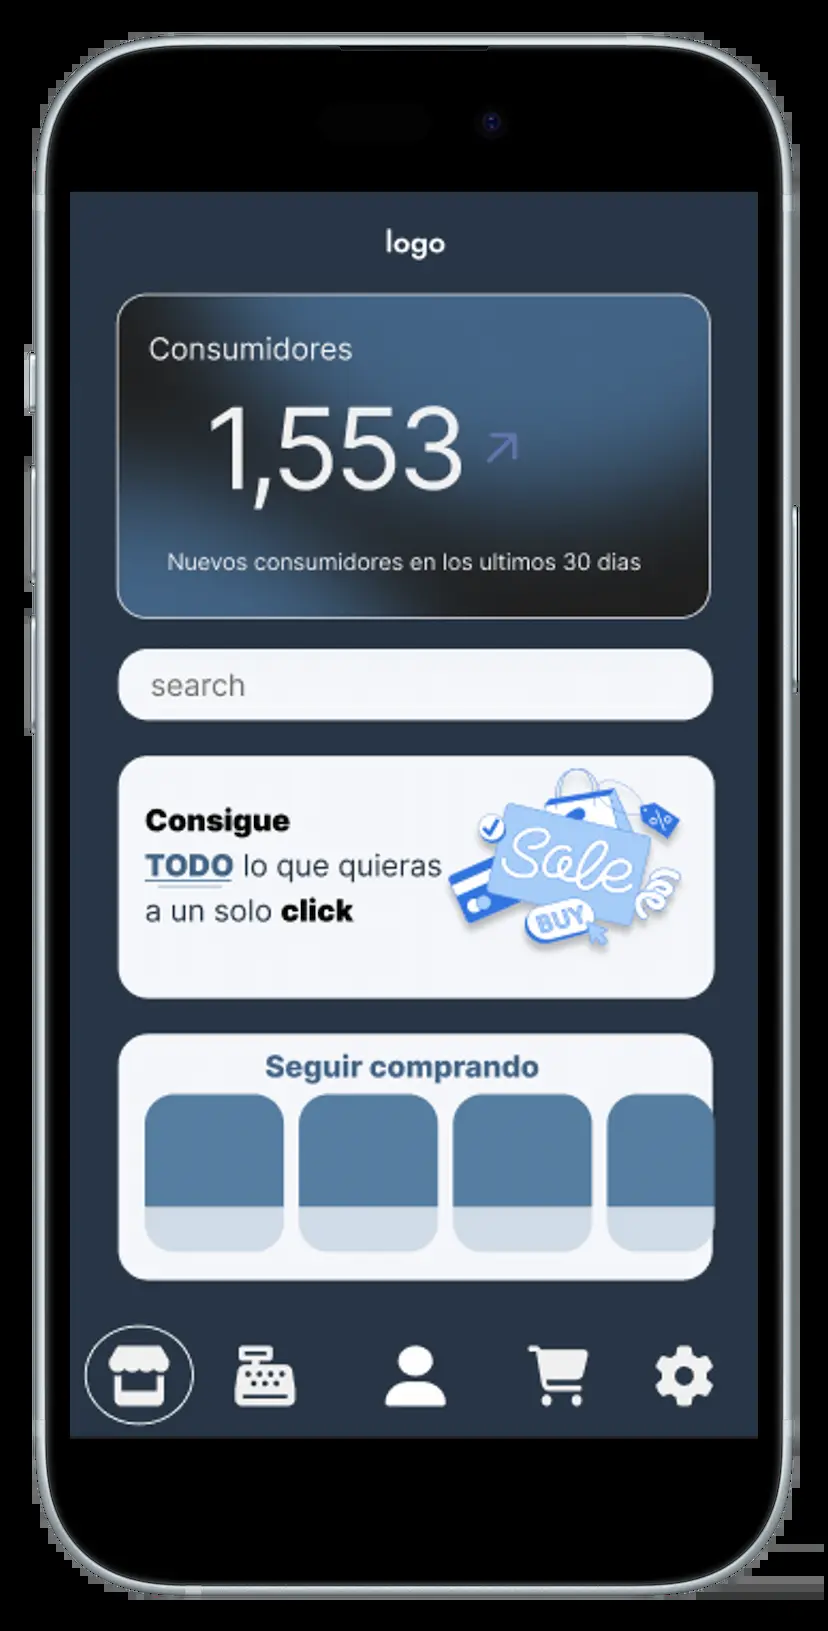 logo
Consumidores
1,553
Nuevos consumidores en los ultimos 30 dias
search
Consigue
TODO lo que quieras
a un solo click
Sale
%
BUY
Seguir comprando